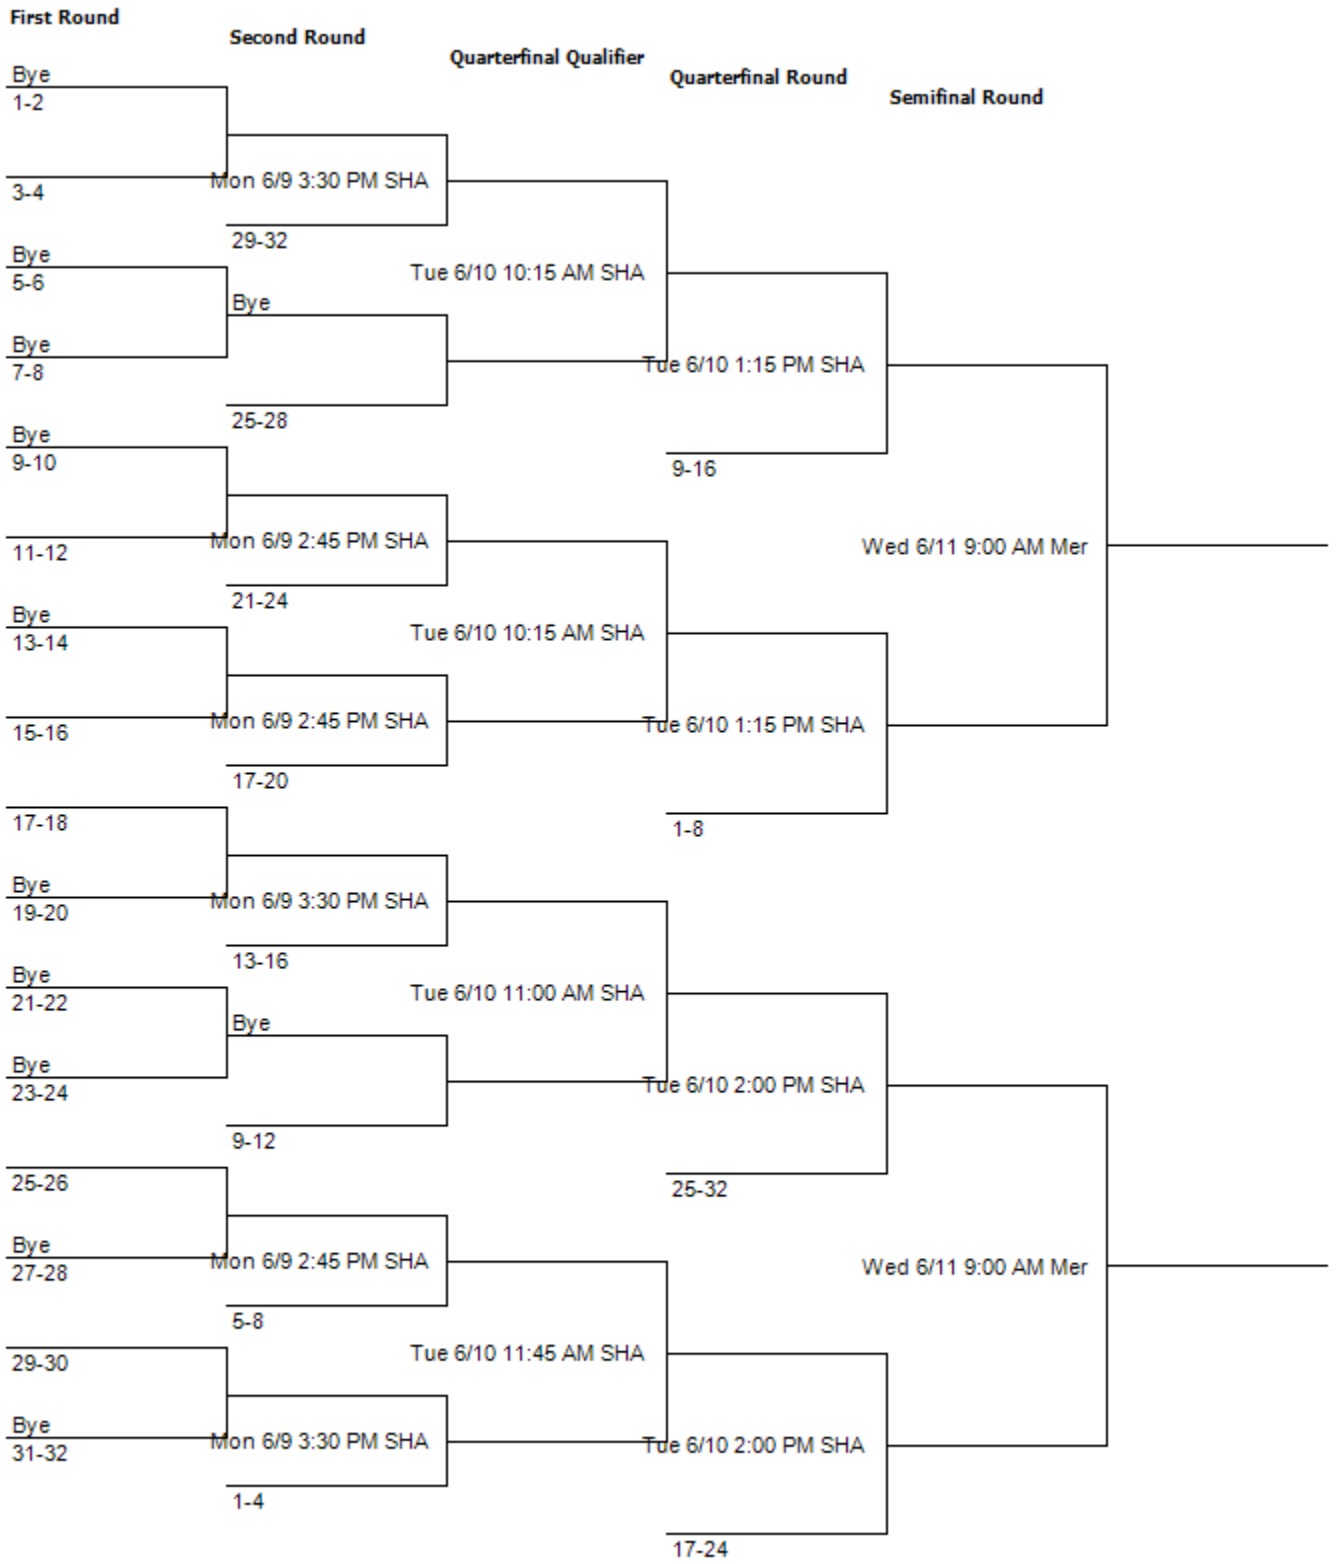 First Round
Second Round
Quarterfinal Qualifier
Quarterfinal Round
Semifinal Round
Bye
1-2
Mon 6/9 3:30 PM SHA
3-4
29-32
Bye
5-6
Tue 6/10 10:15 AM SHA
Bye
Bye
7-8
Tue 6/10 1:15 PM SHA
25-28
Bye
9-10
9-16
Mon 6/9 2:45 PM SHA
11-12
Wed 6/11 9:00 AM Mer
21-24
Bye
13-14
Tue 6/10 10:15 AM SHA
Mon 6/9 2:45 PM SHA
15-16
Tue 6/10 1:15 PM SHA
17-20
17-18
1-8
Bye
19-20
Mon 6/9 3:30 PM SHA
13-16
Bye
21-22
Tue 6/10 11:00 AM SHA
Bye
Bye
23-24
Tue 6/10 2:00 PM SHA
9-12
25-26
25-32
Bye
27-28
Mon 6/9 2:45 PM SHA
Wed 6/11 9:00 AM Mer
5-8
29-30
Tue 6/10 11:45 AM SHA
Bye
31-32
Mon 6/9 3:30 PM SHA
Tue 6/10 2:00 PM SHA
1-4
17-24